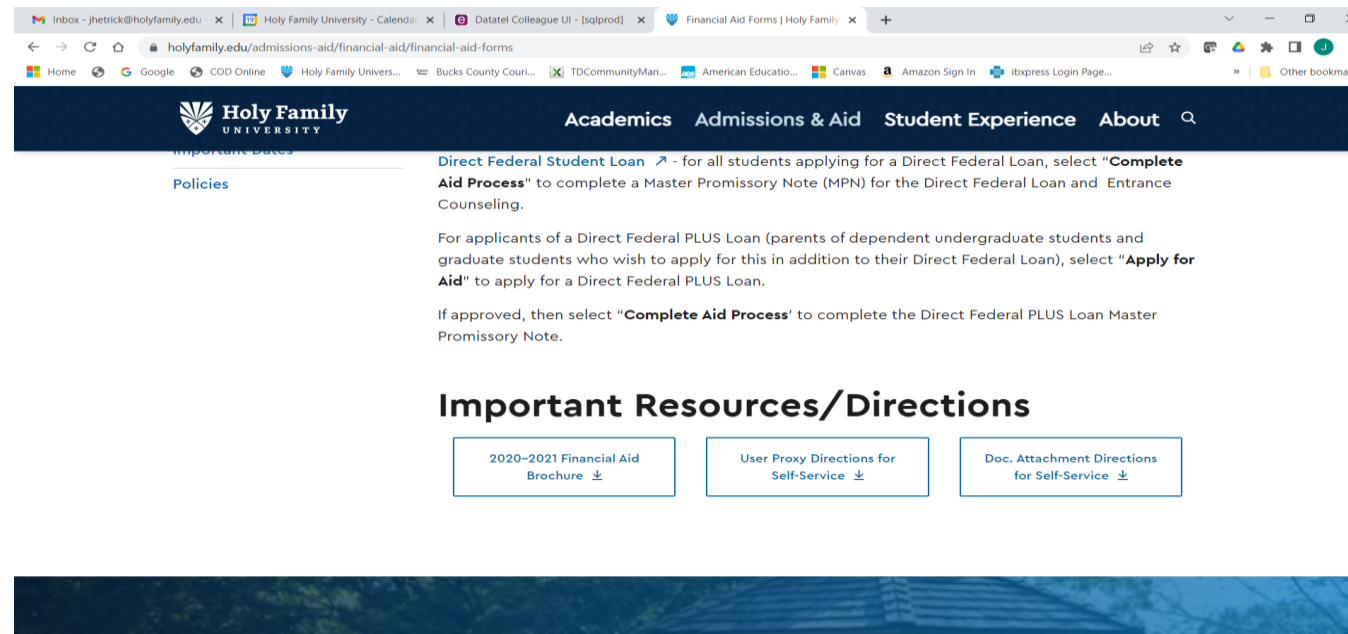 Inbox - jhetrick@holyfamily.edu - Holy Family University - Calendar Datatel Colleague UI - [sqlprod] Financial Aid Forms | Holy Family
holyfamily.edu/admissions-aid/financial-aid/financial-aid-forms
Home Google COD Online Holy Family Univers... Bucks County Couri... TDCommunityMan... American Educatio... Canvas Amazon Sign In ibxpress Login Page... » Other bookma
Holy Family
UNIVERSITY
Academics Admissions & Aid Student Experience About
Important Dates
Policies
Direct Federal Student Loan ↗ - for all students applying for a Direct Federal Loan, select "Complete
Aid Process" to complete a Master Promissory Note (MPN) for the Direct Federal Loan and Entrance
Counseling.
For applicants of a Direct Federal PLUS Loan (parents of dependent undergraduate students and
graduate students who wish to apply for this in addition to their Direct Federal Loan), select "Apply for
Aid" to apply for a Direct Federal PLUS Loan.
If approved, then select "Complete Aid Process' to complete the Direct Federal PLUS Loan Master
Promissory Note.
Important Resources/Directions
2020-2021 Financial Aid
Brochure
User Proxy Directions for
Self-Service
Doc. Attachment Directions
for Self-Service